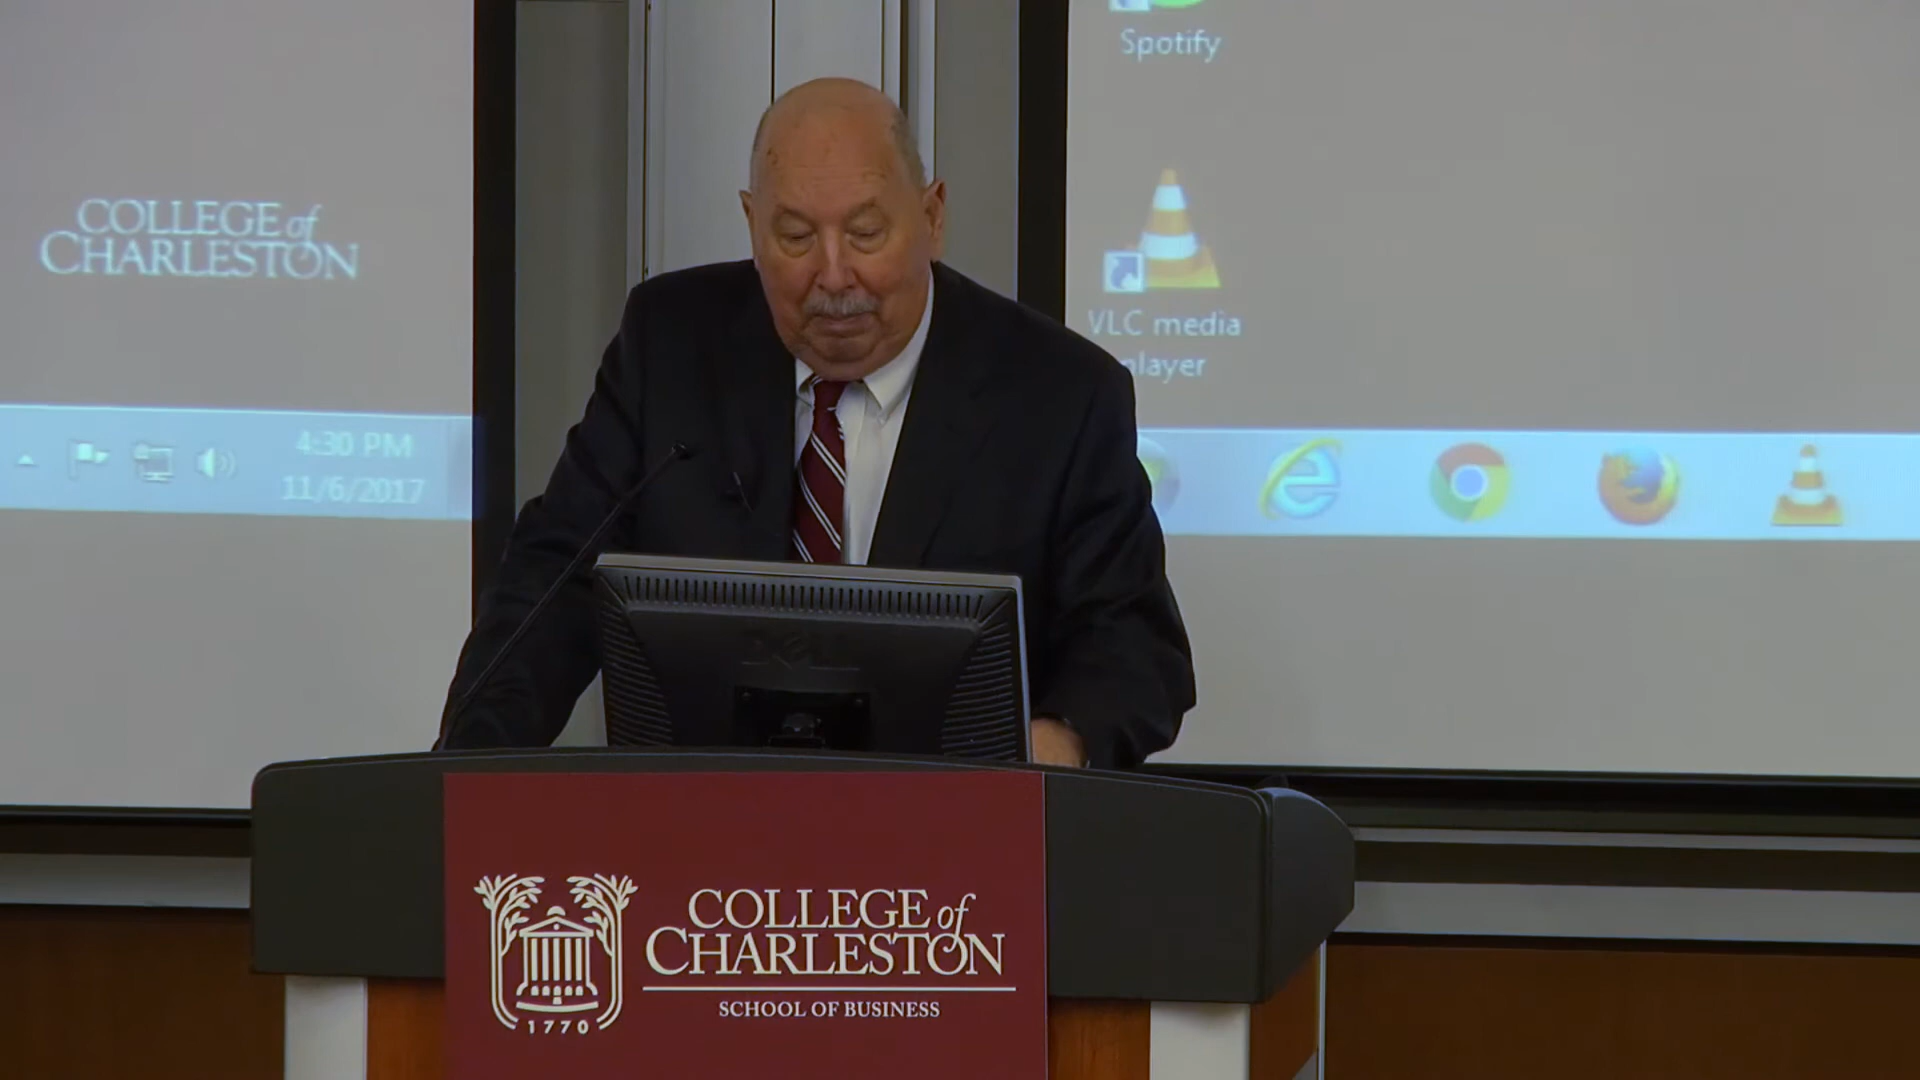 COLLEGE of
CHARLESTON
4:30 PM
11/6/2017
Spotify
VLC media
player
DELL
COLLEGE of
CHARLESTON
SCHOOL OF BUSINESS
1770